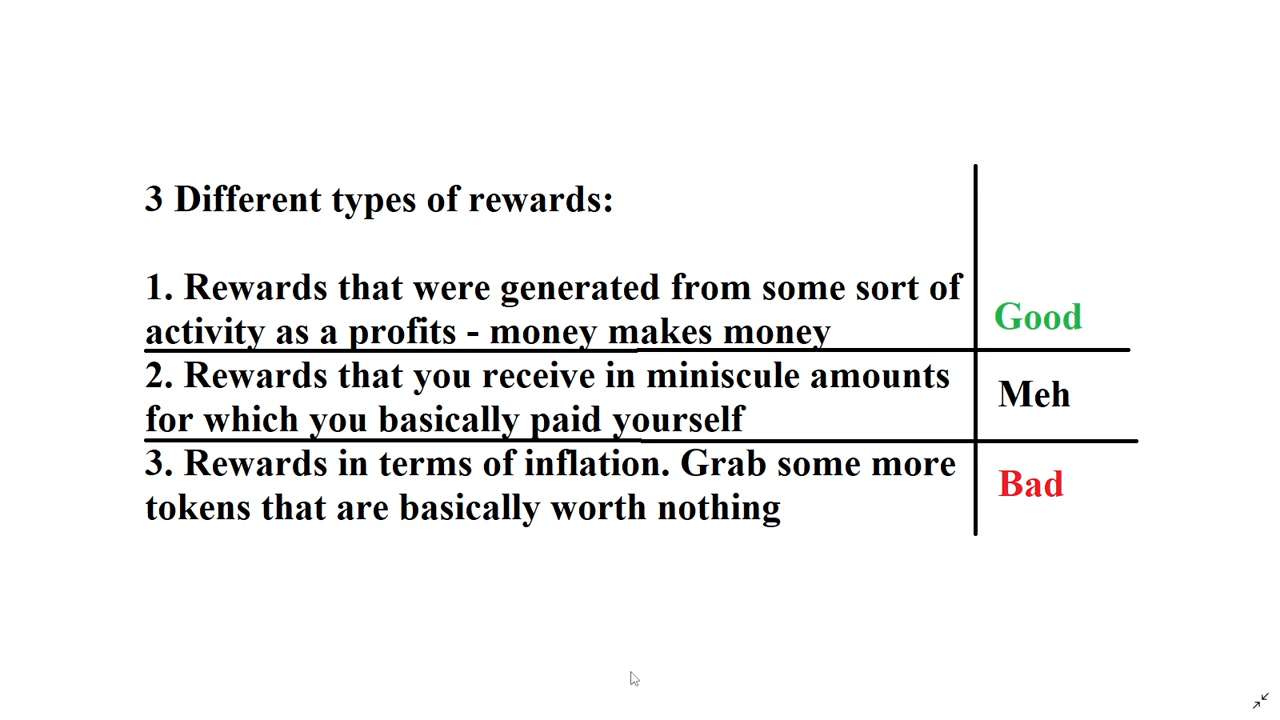 3 Different types of rewards:
1. Rewards that were generated from some sort of
activity as a profits - money makes money
Good
2. Rewards that you receive in miniscule amounts
for which you basically paid yourself
Meh
3. Rewards in terms of inflation. Grab some more
tokens that are basically worth nothing
Bad